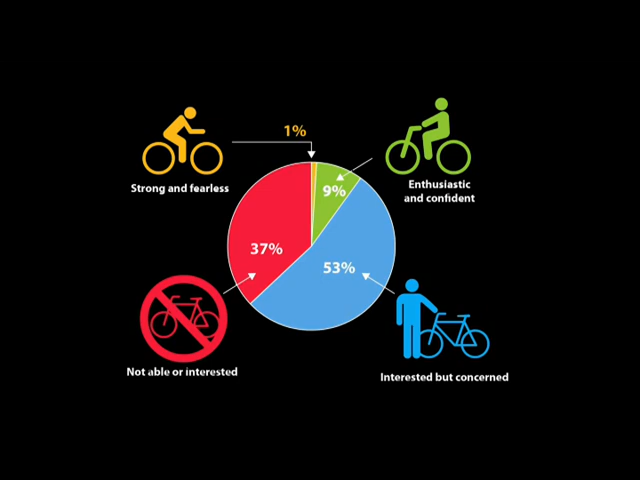 1%
Strong and fearless
Enthusiastic
and confident
9%
37%
53%
Not able or interested
Interested but concerned